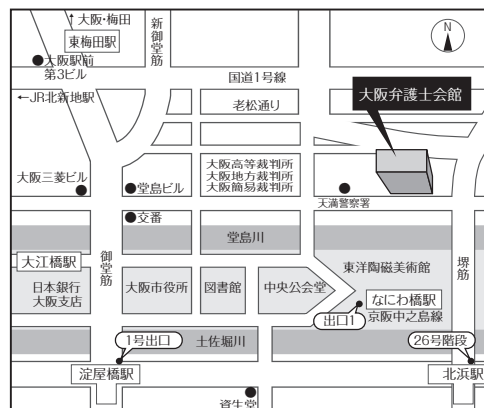 ↑大阪・梅田
東梅田駅
新御堂筋
N
大阪駅前
第3ビル
国道1号線
←JR北新地駅
老松通り
大阪弁護士会館
大阪高等裁判所
大阪地方裁判所
大阪簡易裁判所
大阪三菱ビル
堂島ビル
天満警察署
交番
堂島川
大江橋駅
御堂筋
東洋陶磁美術館
堺筋
日本銀行
大阪支店
大阪市役所
図書館
中央公会堂
なにわ橋駅
京阪中之島線
出口1
1号出口
土佐堀川
26号階段
淀屋橋駅
北浜駅
資生堂